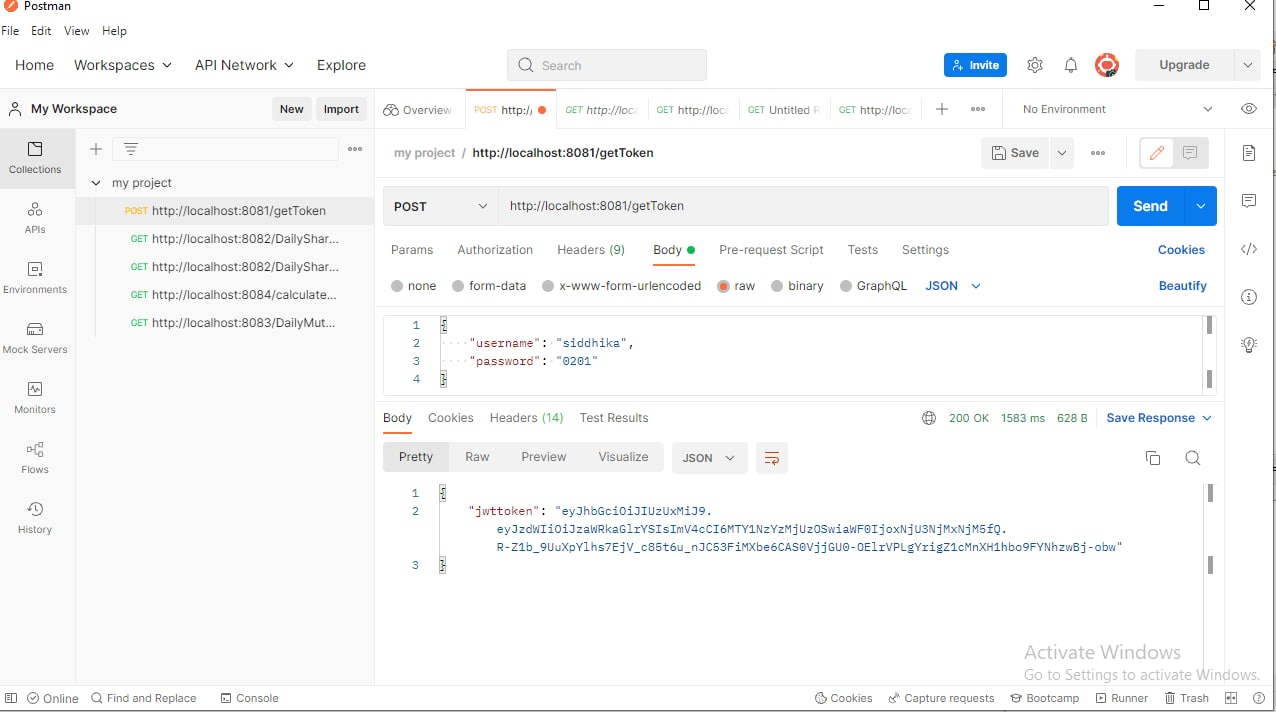 Postman
File Edit View Help
Home Workspaces API Network Explore
Search
Invite
Upgrade
My Workspace
New Import
Overview
POST http:/
GET http://loca
GET http://loca
GET Untitled R
GET http://loca
No Environment
Collections
APIs
Environments
Mock Servers
Monitors
Flows
History
my project
POST http://localhost:8081/getToken
GET http://localhost:8082/DailyShar...
GET http://localhost:8082/DailyShar...
GET http://localhost:8084/calculate...
GET http://localhost:8083/DailyMut...
my project / http://localhost:8081/getToken
Save
POST http://localhost:8081/getToken
Send
Params Authorization Headers (9) Body Pre-request Script Tests Settings Cookies
none form-data x-www-form-urlencoded raw binary GraphQL JSON Beautify
1 {
2 "username": "siddhika",
3 "password": "0201"
4 }
Body Cookies Headers (14) Test Results 200 OK 1583 ms 628 B Save Response
Pretty Raw Preview Visualize JSON
1 {
2 "jwttoken": "eyJhbGciOiJIUzUxMiJ9.
eyJzdWIiOiJzaWRkaGlrYSIsImV4cCI6MTY1NzYzMjUzOSwiaWF0IjoxNjU3NjMxNjM5fQ.
R-Z1b_9UuXpYlhs7EjV_c85t6u_nJC53FiMXbe6CAS0VjjGU0-OElrVPLgYrigZ1cMnXH1hbo9FYNhzwBj-obw"
3 }
Activate Windows
Go to Settings to activate Windows.
Online Find and Replace Console Cookies Capture requests Bootcamp Runner Trash